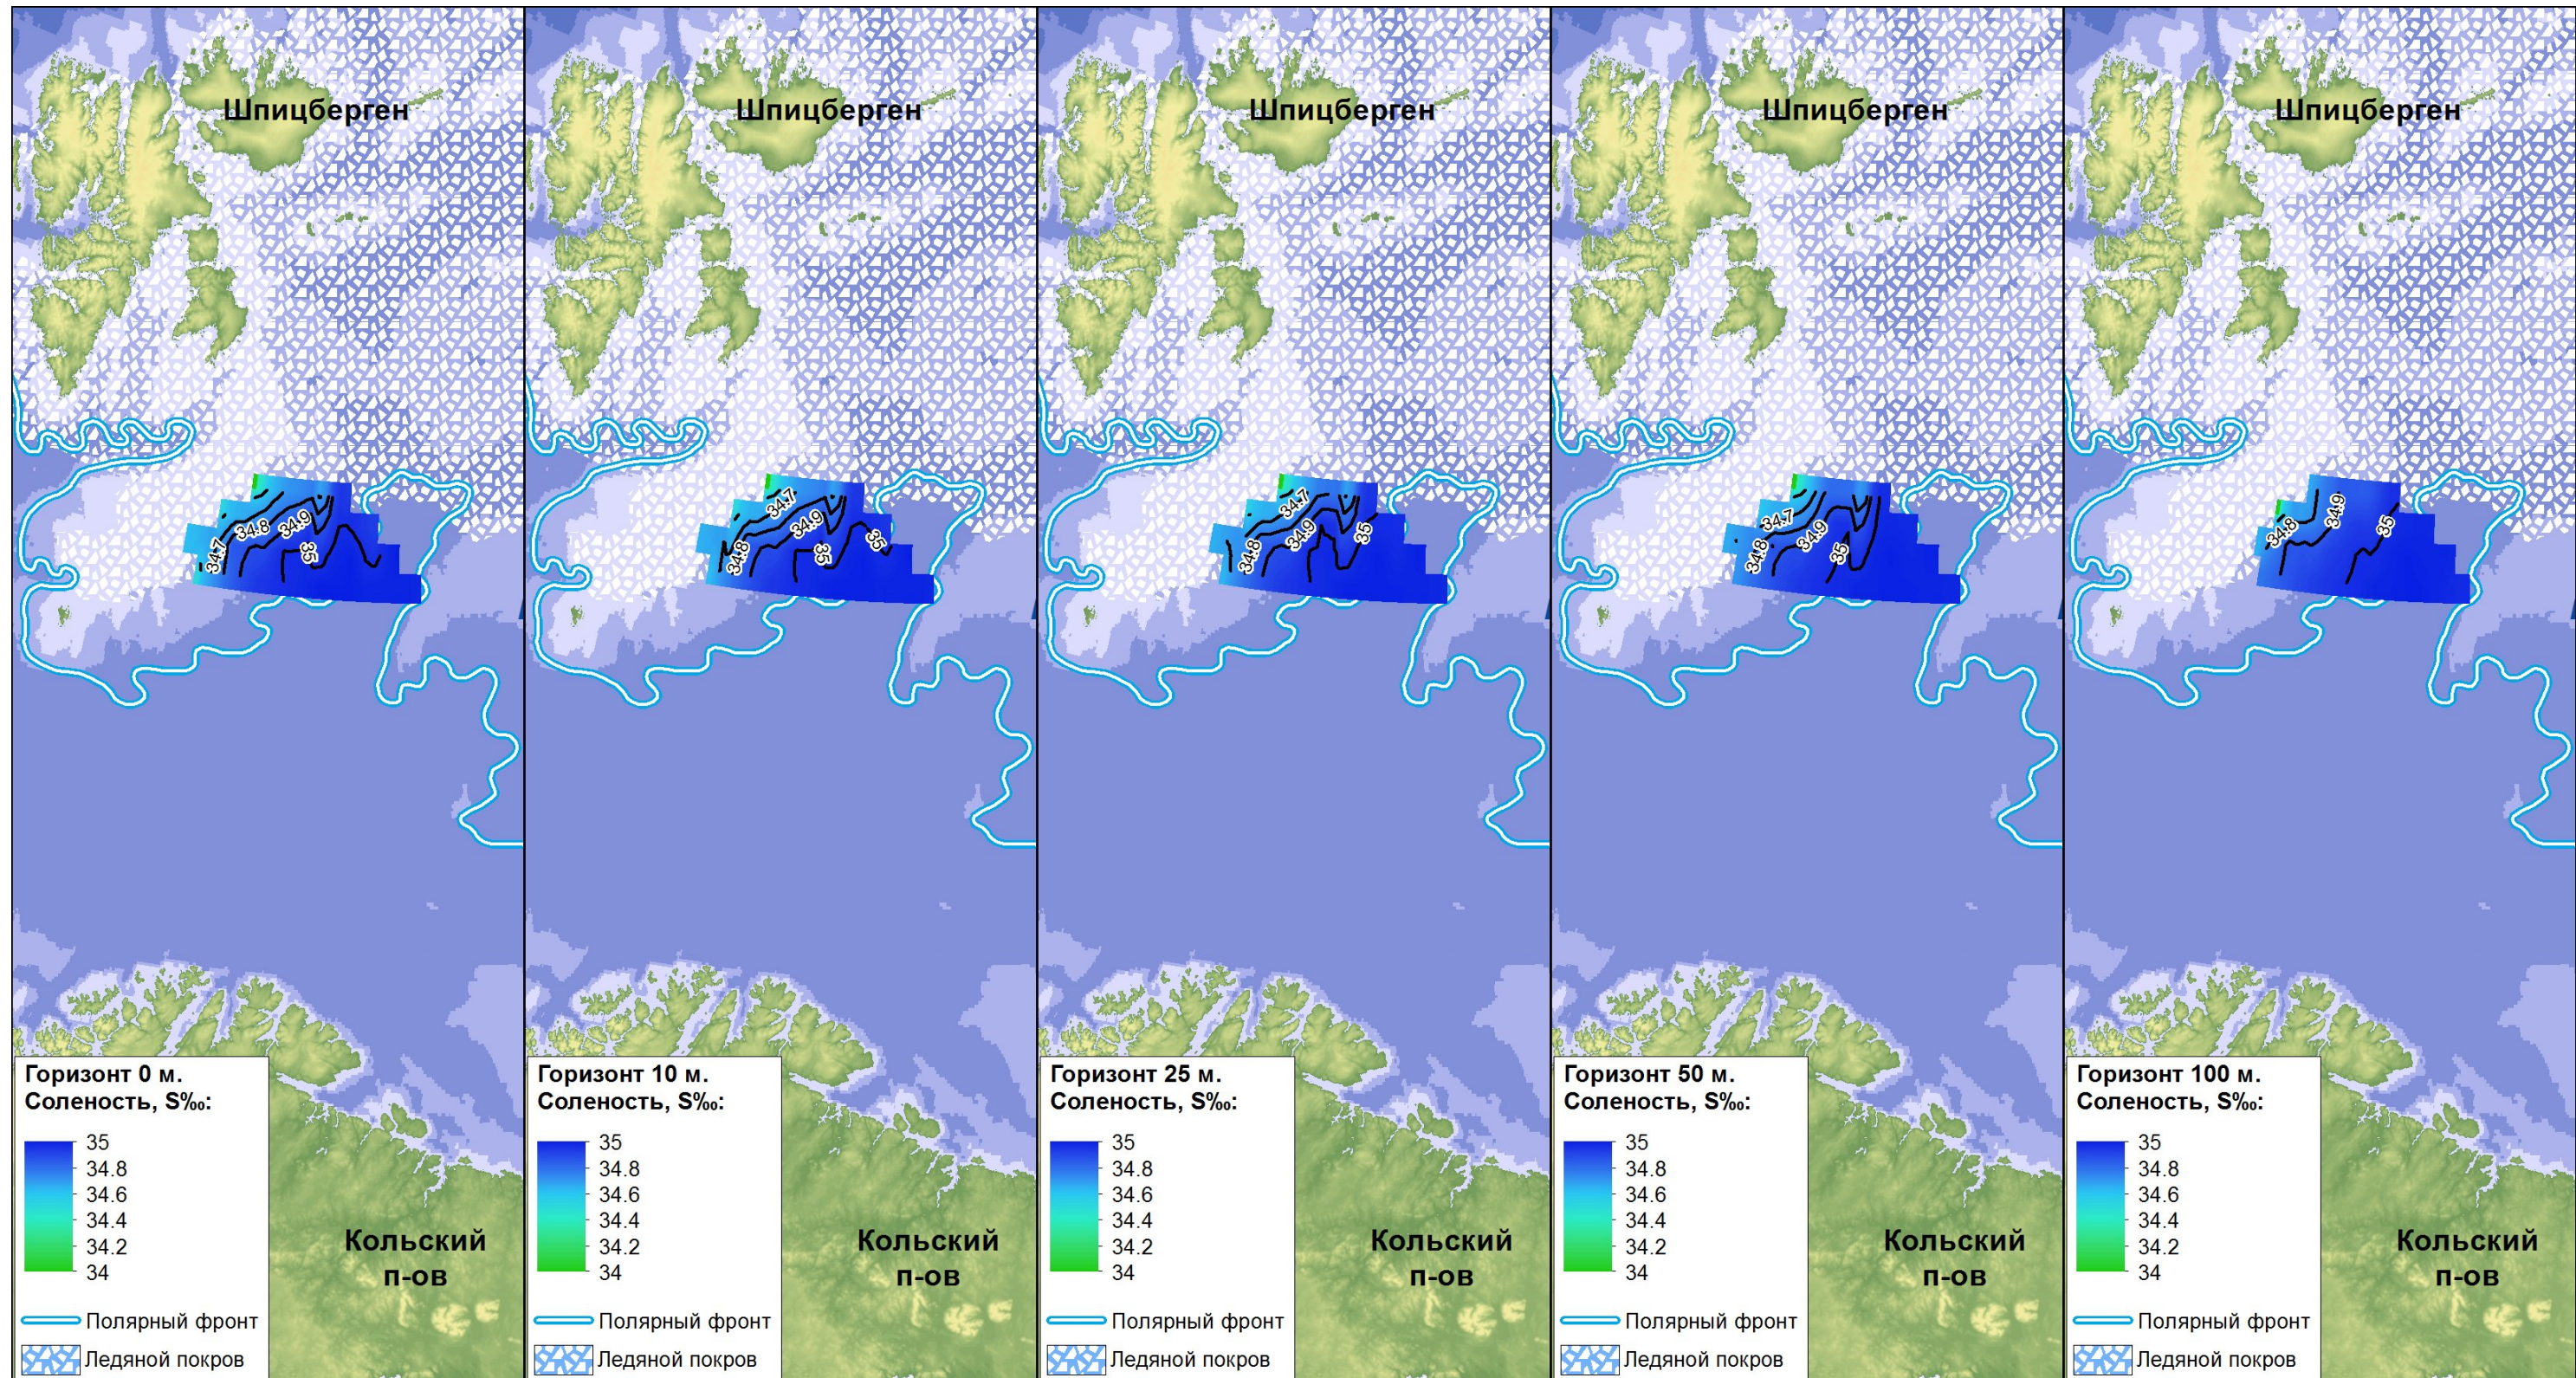 Шпицберген
34.7
34.8
34.9
35
Горизонт 0 м.
Соленость, S‰:
35
34.8
34.6
34.4
34.2
34
Полярный фронт
Ледяной покров
Кольский
п-ов
Шпицберген
34.7
34.9
34.8
35
35
Горизонт 10 м.
Соленость, S‰:
35
34.8
34.6
34.4
34.2
34
Полярный фронт
Ледяной покров
Кольский
п-ов
Шпицберген
34.7
34.9
34.8
35
Горизонт 25 м.
Соленость, S‰:
35
34.8
34.6
34.4
34.2
34
Полярный фронт
Ледяной покров
Кольский
п-ов
Шпицберген
34.7
34.9
34.8
35
Горизонт 50 м.
Соленость, S‰:
35
34.8
34.6
34.4
34.2
34
Полярный фронт
Ледяной покров
Кольский
п-ов
Шпицберген
34.9
34.8
35
Горизонт 100 м.
Соленость, S‰:
35
34.8
34.6
34.4
34.2
34
Полярный фронт
Ледяной покров
Кольский
п-ов